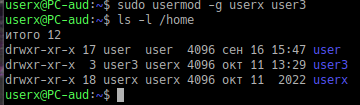 userx@PC-aud:~$ sudo usermod -g userx user3
userx@PC-aud:~$ ls -l /home
итого 12
drwxr-xr-x 17 user  user  4096 сен 16 15:47 user
drwxr-xr-x  3 user3 userx 4096 окт 11 13:29 user3
drwxr-xr-x 18 userx userx 4096 окт 11  2022 userx
userx@PC-aud:~$